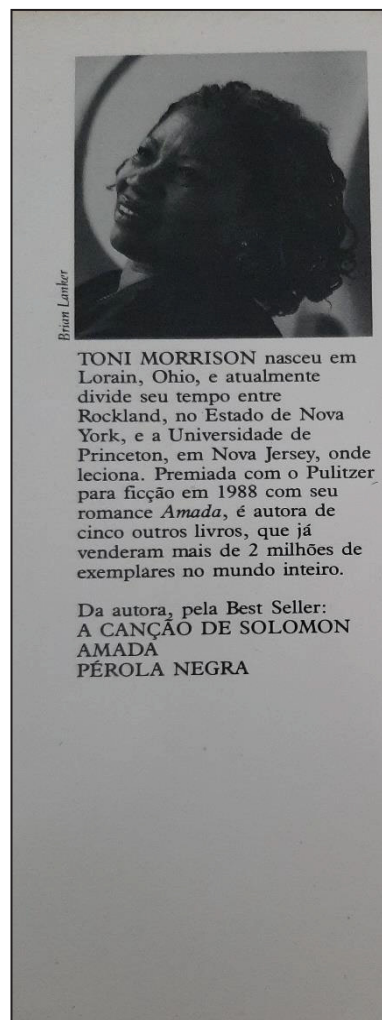 Brian Lanker
TONI MORRISON nasceu em
Lorain, Ohio, e atualmente
divide seu tempo entre
Rockland, no Estado de Nova
York, e a Universidade de
Princeton, em Nova Jersey, onde
leciona. Premiada com o Pulitzer
para ficção em 1988 com seu
romance Amada, é autora de
cinco outros livros, que já
venderam mais de 2 milhões de
exemplares no mundo inteiro.
Da autora, pela Best Seller:
A CANÇÃO DE SOLOMON
AMADA
PÉROLA NEGRA